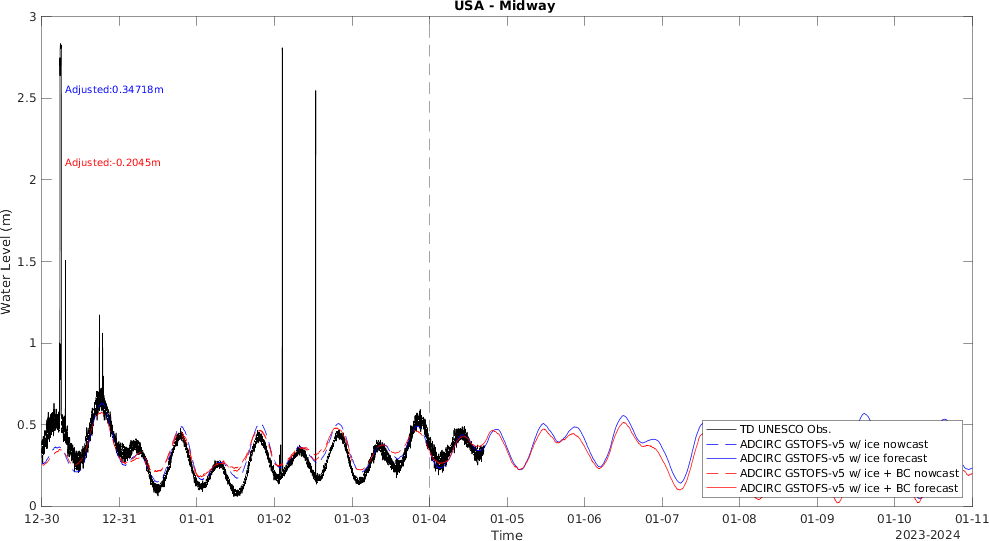 USA - Midway
3
2.5
2
1.5
1
0.5
0
Water Level (m)
Adjusted:0.34718m
Adjusted:-0.2045m
TD UNESCO Obs.
ADCIRC GSTOFS-v5 w/ ice nowcast
ADCIRC GSTOFS-v5 w/ ice forecast
ADCIRC GSTOFS-v5 w/ ice + BC nowcast
ADCIRC GSTOFS-v5 w/ ice + BC forecast
12-30 12-31 01-01 01-02 01-03 01-04 01-05 01-06 01-07 01-08 01-09 01-10 01-11
Time
2023-2024